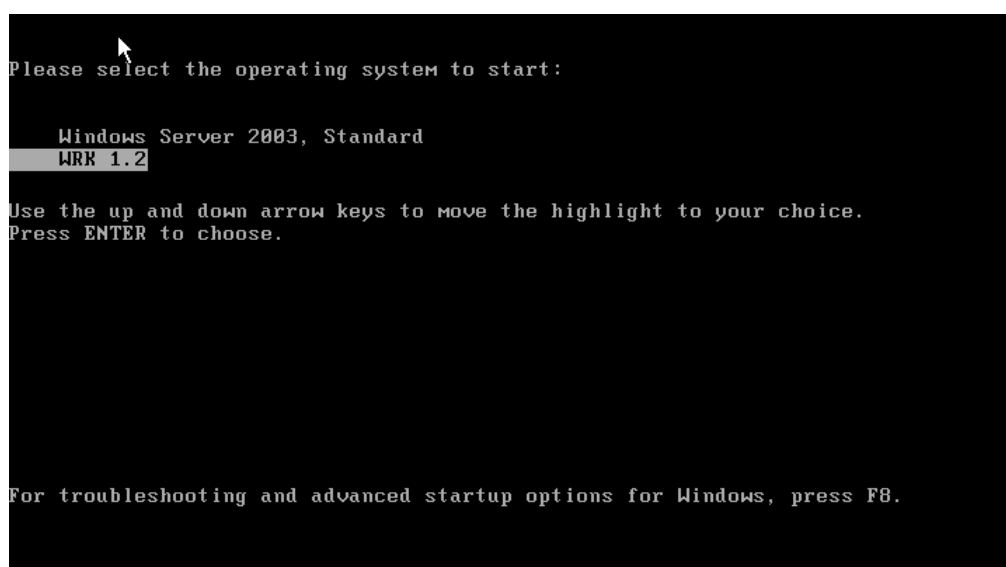 Please select the operating system to start:
Windows Server 2003, Standard
WRK 1.2
Use the up and down arrow keys to move the highlight to your choice.
Press ENTER to choose.
For troubleshooting and advanced startup options for Windows, press F8.